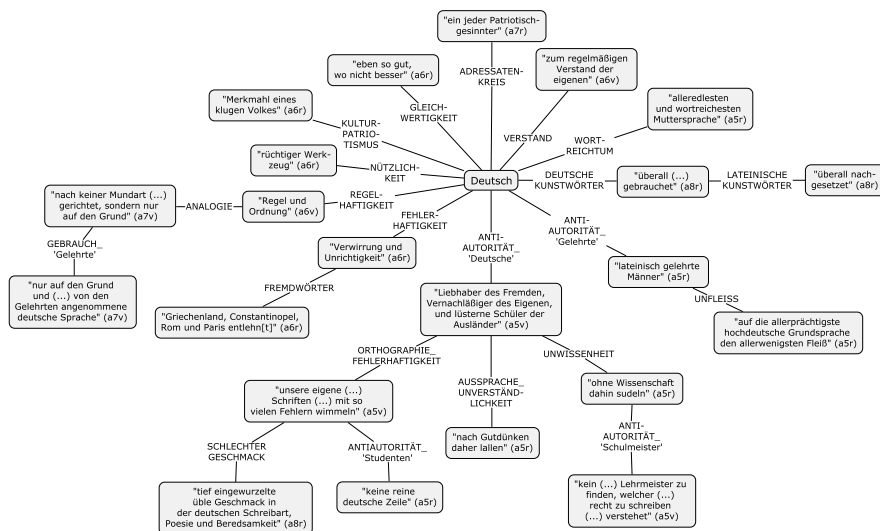 "ein jeder Patriotisch-
gesinnter" (a7r)
ADRESSATEN-
KREIS
"eben so gut,
wo nicht besser" (a6r)
GLEICH-
WERTIGKEIT
"zum regelmäßigen
Verstand der
eigenen" (a6v)
VERSTAND
"Merkmahl eines
klugen Volkes" (a6r)
KULTUR-
PATRIO-
TISMUS
"alleredlesten
und wortreichesten
Muttersprache" (a5r)
WORT-
REICHTUM
"rüchtiger Werk-
zeug" (a6r)
NÜTZLICH-
KEIT
Deutsch
DEUTSCHE
KUNSTWÖRTER
"überall (...)
gebrauchet" (a8r)
LATEINISCHE
KUNSTWÖRTER
"überall nach-
gesetzet" (a8r)
"nach keiner Mundart (...)
gerichtet, sondern nur
auf den Grund" (a7v)
ANALOGIE
"Regel und
Ordnung" (a6v)
REGEL-
HAFTIGKEIT
GEBRAUCH_
'Gelehrte'
"nur auf den Grund
und (...) von den
Gelehrten angenommene
deutsche Sprache" (a7v)
FEHLER-
HAFTIGKEIT
"Verwirrung und
Unrichtigkeit" (a6r)
FREMDWÖRTER
"Griechenland, Constantinopel,
Rom und Paris entlehn[t]" (a6r)
ANTI-
AUTORITÄT_
'Deutsche'
"Liebhaber des Fremden,
Vernachläßiger des Eigenen,
und lüsterne Schüler der
Ausländer" (a5v)
ANTI-
AUTORITÄT_
'Gelehrte'
"lateinisch gelehrte
Männer" (a5r)
UNFLEISS
"auf die allerprächtigste
hochdeutsche Grundsprache
den allerwenigsten Fleiß" (a5r)
ORTHOGRAPHIE_
FEHLERHAFTIGKEIT
"unsere eigene (...)
Schriften (...) mit so
vielen Fehlern wimmeln" (a5v)
SCHLECHTER
GESCHMACK
"tief eingewurzelte
üble Geschmack in
der deutschen Schreibart,
Poesie und Beredsamkeit" (a8r)
ANTIAUTORITÄT_
'Studenten'
"keine reine
deutsche Zeile" (a5r)
AUSSPRACHE_
UNVERSTÄND-
LICHKEIT
"nach Gutdünken
daher lallen" (a5r)
UNWISSENHEIT
"ohne Wissenschaft
dahin sudeln" (a5r)
ANTI-
AUTORITÄT_
'Schulmeister'
"kein (...) Lehrmeister zu
finden, welcher (...)
recht zu schreiben
(...) verstehet" (a5v)